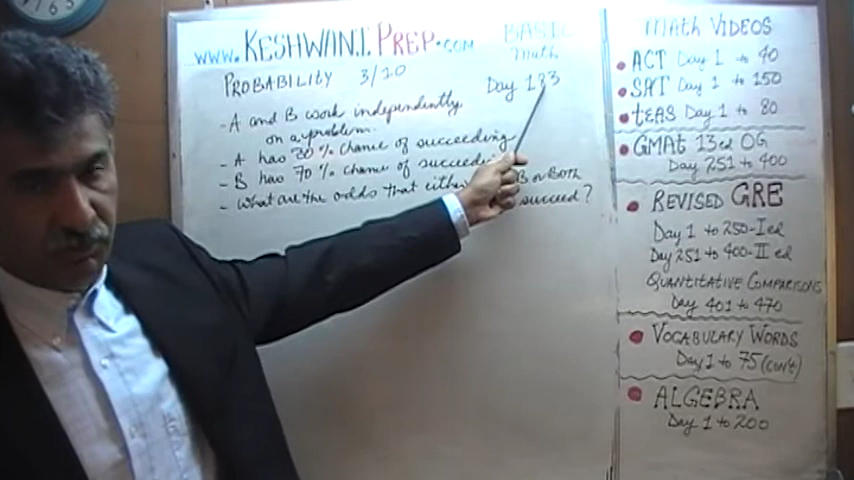 www.KESHWANI PREP.COM
BASIC
Math
PROBABILITY 3/10
Day 183
- A and B work independently
on a problem.
- A has 30% chance of succeeding
- B has 70% chance of
- What are the odds that
B or Both
succeed?
Math VIDEOS
ACT Day 1 to 40
SAT Day 1 to 150
tEAS Day 1 to 80
GMAt 13ed OG
Day 251 to 400
REVISED GRE
Day 1 to 250-I ed
Day 251 to 400-II ed
QUANtitAtive COMPARISONS
Day 401 to 470
VOCABULARY WORDS
Day 1 to 75 (con't)
ALGEBRA
Day 1 to 200